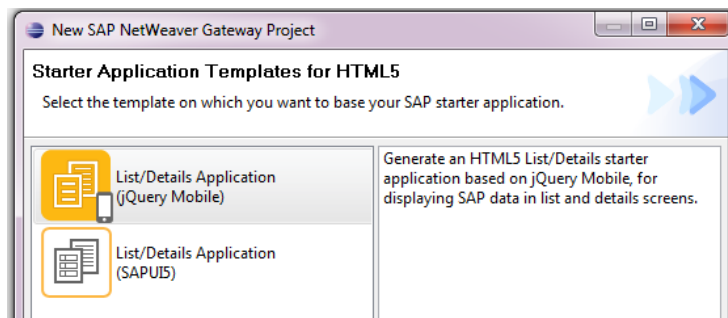 New SAP NetWeaver Gateway Project
Starter Application Templates for HTML5
Select the template on which you want to base your SAP starter application.
List/Details Application
(jQuery Mobile)
List/Details Application
(SAPUI5)
Generate an HTML5 List/Details starter
application based on jQuery Mobile, for
displaying SAP data in list and details screens.